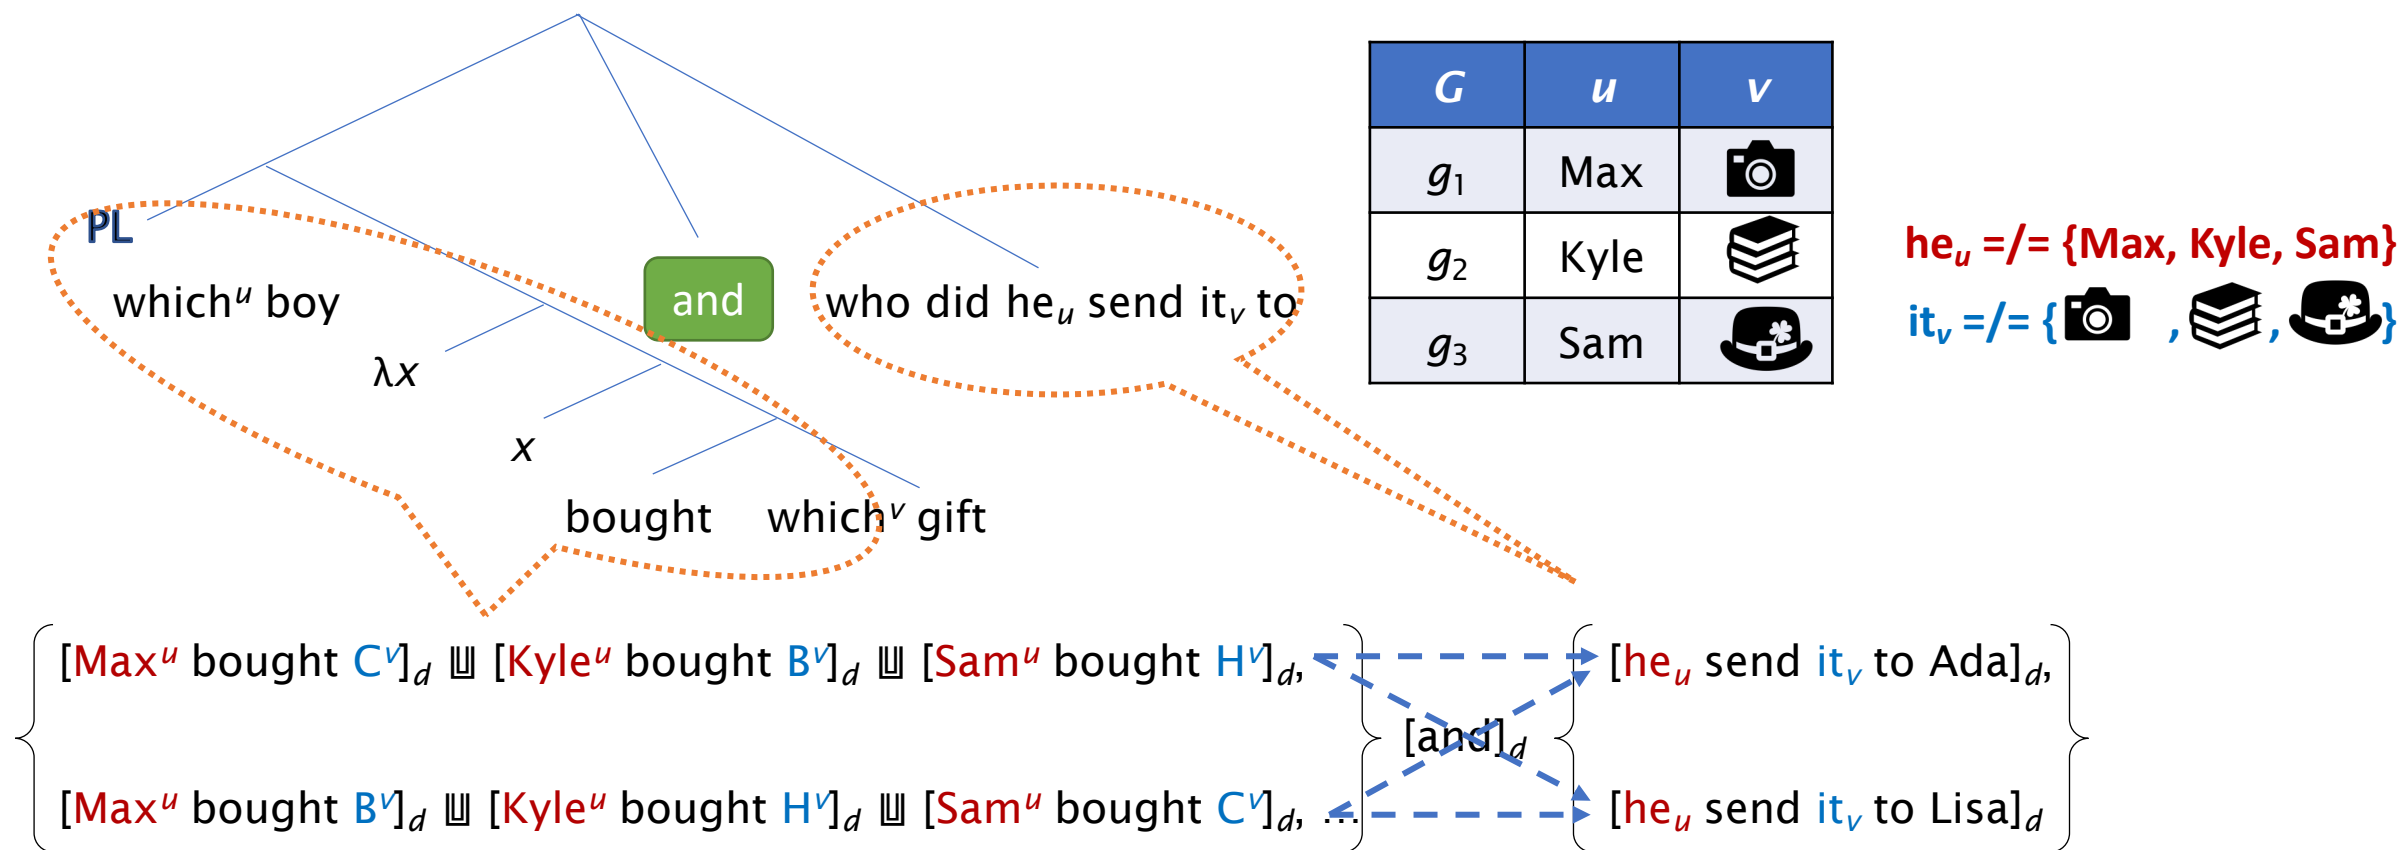 PL
which^u boy
λx
x
bought which^v gift
and
who did he_u send it_v to
G u v
g₁ Max
g₂ Kyle
g₃ Sam
he_u =/= {Max, Kyle, Sam}
it_v =/= { , , }
{ [Max^u bought C^v]_d ⋓ [Kyle^u bought B^v]_d ⋓ [Sam^u bought H^v]_d,
[Max^u bought B^v]_d ⋓ [Kyle^u bought H^v]_d ⋓ [Sam^u bought C^v]_d, … }
[and]_d
{ [he_u send it_v to Ada]_d,
[he_u send it_v to Lisa]_d }